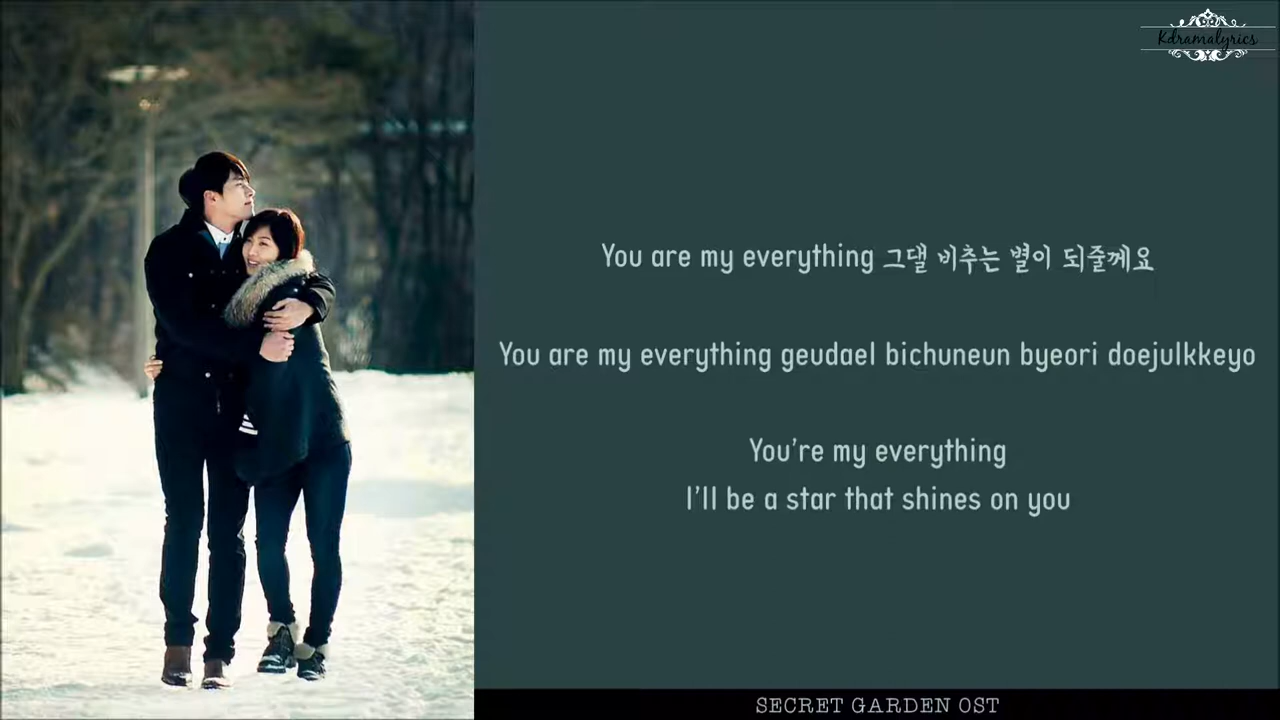 Kdramalyrics
You are my everything 그댈 비추는 별이 되줄께요
You are my everything geudael bichuneun byeori doejulkkeyo
You're my everything
I'll be a star that shines on you
SECRET GARDEN OST